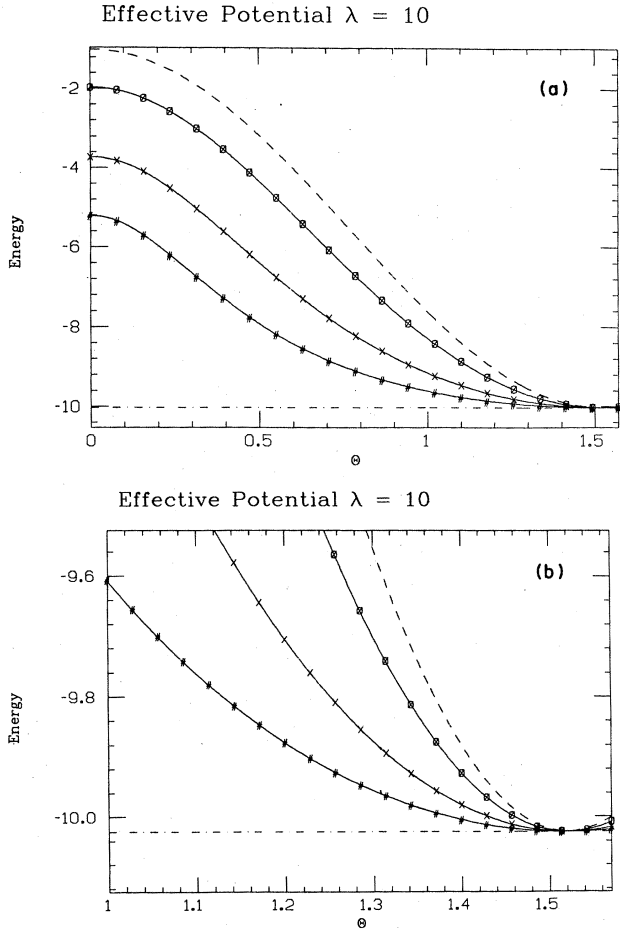 Effective Potential λ = 10
(a)
-2
-4
-6
-8
-10
Energy
0
0.5
1
1.5
Θ
Effective Potential λ = 10
(b)
-9.6
-9.8
-10.0
Energy
1
1.1
1.2
1.3
1.4
1.5
Θ